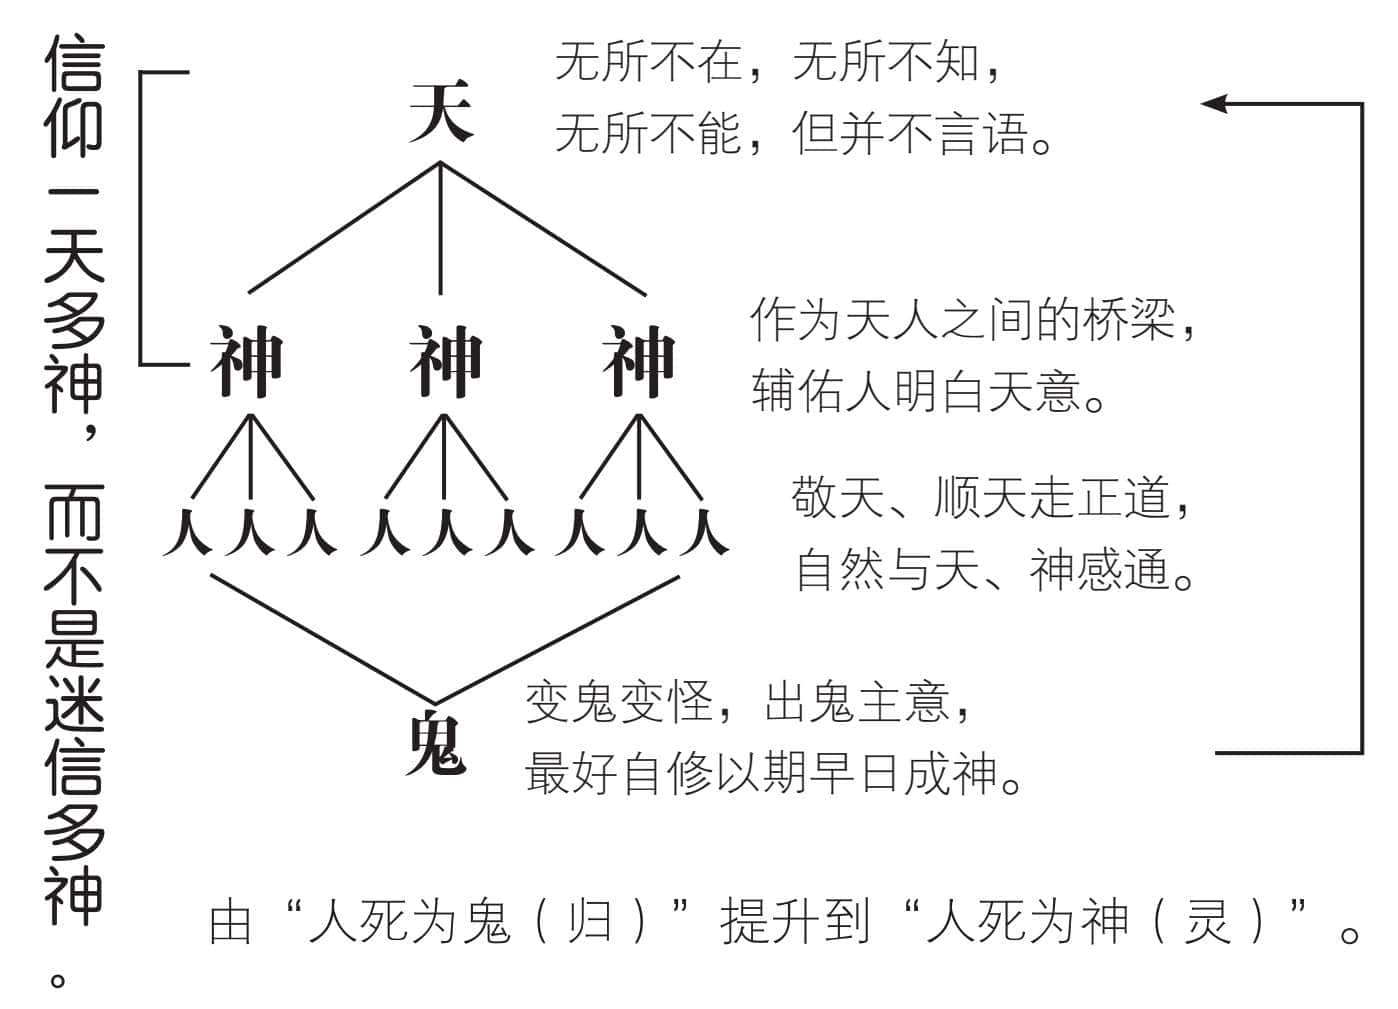 信仰一天多神，而不是迷信多神。
天
无所不在，无所不知，
无所不能，但并不言语。
神 神 神
作为天人之间的桥梁，
辅佑人明白天意。
人人人 人人人 人人人
敬天、顺天走正道，
自然与天、神感通。
鬼
变鬼变怪，出鬼主意，
最好自修以期早日成神。
由“人死为鬼（归）”提升到“人死为神（灵）”。